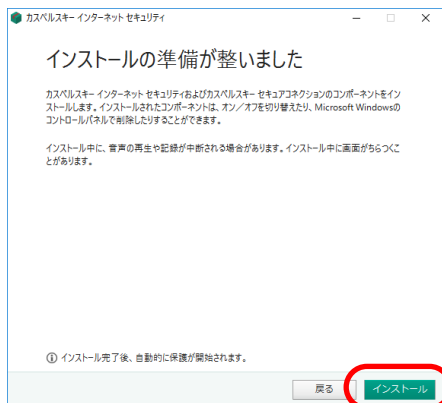 カスペルスキー インターネット セキュリティ
インストールの準備が整いました
カスペルスキー インターネット セキュリティおよびカスペルスキー セキュアコネクションのコンポーネントをイン
ストールします。インストールされたコンポーネントは、オン／オフを切り替えたり、Microsoft Windowsの
コントロールパネルで削除したりすることができます。
インストール中に、音声の再生や記録が中断される場合があります。インストール中に画面がちらつくこ
とがあります。
インストール完了後、自動的に保護が開始されます。
戻る
インストール